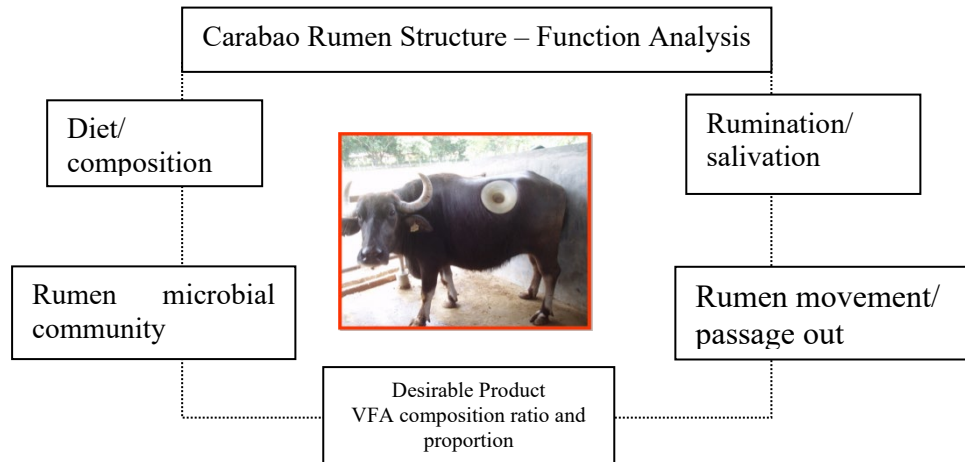 Carabao Rumen Structure – Function Analysis
Diet/
composition
Rumination/
salivation
Rumen microbial
community
Rumen movement/
passage out
Desirable Product
VFA composition ratio and
proportion